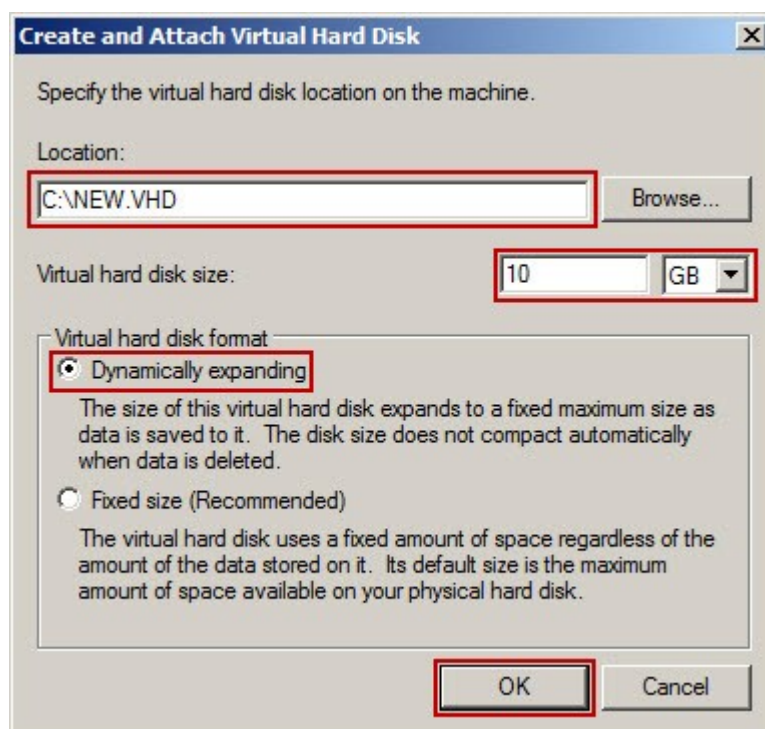 Create and Attach Virtual Hard Disk
Specify the virtual hard disk location on the machine.
Location:
C:\NEW.VHD
Browse...
Virtual hard disk size:
10
GB
Virtual hard disk format
Dynamically expanding
The size of this virtual hard disk expands to a fixed maximum size as
data is saved to it.  The disk size does not compact automatically
when data is deleted.
Fixed size (Recommended)
The virtual hard disk uses a fixed amount of space regardless of the
amount of the data stored on it.  Its default size is the maximum
amount of space available on your physical hard disk.
OK
Cancel